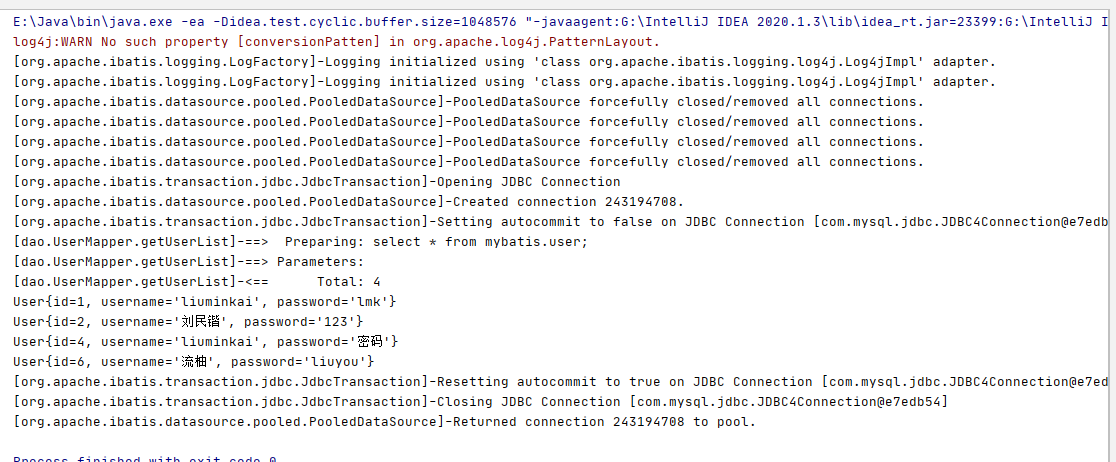 E:\Java\bin\java.exe -ea -Didea.test.cyclic.buffer.size=1048576 "-javaagent:G:\IntelliJ IDEA 2020.1.3\lib\idea_rt.jar=23399:G:\IntelliJ I
log4j:WARN No such property [conversionPatten] in org.apache.log4j.PatternLayout.
[org.apache.ibatis.logging.LogFactory]-Logging initialized using 'class org.apache.ibatis.logging.log4j.Log4jImpl' adapter.
[org.apache.ibatis.logging.LogFactory]-Logging initialized using 'class org.apache.ibatis.logging.log4j.Log4jImpl' adapter.
[org.apache.ibatis.datasource.pooled.PooledDataSource]-PooledDataSource forcefully closed/removed all connections.
[org.apache.ibatis.datasource.pooled.PooledDataSource]-PooledDataSource forcefully closed/removed all connections.
[org.apache.ibatis.datasource.pooled.PooledDataSource]-PooledDataSource forcefully closed/removed all connections.
[org.apache.ibatis.datasource.pooled.PooledDataSource]-PooledDataSource forcefully closed/removed all connections.
[org.apache.ibatis.transaction.jdbc.JdbcTransaction]-Opening JDBC Connection
[org.apache.ibatis.datasource.pooled.PooledDataSource]-Created connection 243194708.
[org.apache.ibatis.transaction.jdbc.JdbcTransaction]-Setting autocommit to false on JDBC Connection [com.mysql.jdbc.JDBC4Connection@e7edb
[dao.UserMapper.getUserList]-==>  Preparing: select * from mybatis.user;
[dao.UserMapper.getUserList]-==> Parameters:
[dao.UserMapper.getUserList]-<==      Total: 4
User{id=1, username='liuminkai', password='lmk'}
User{id=2, username='刘民锴', password='123'}
User{id=4, username='liuminkai', password='密码'}
User{id=6, username='流柚', password='liuyou'}
[org.apache.ibatis.transaction.jdbc.JdbcTransaction]-Resetting autocommit to true on JDBC Connection [com.mysql.jdbc.JDBC4Connection@e7ed
[org.apache.ibatis.transaction.jdbc.JdbcTransaction]-Closing JDBC Connection [com.mysql.jdbc.JDBC4Connection@e7edb54]
[org.apache.ibatis.datasource.pooled.PooledDataSource]-Returned connection 243194708 to pool.
Process finished with exit code 0